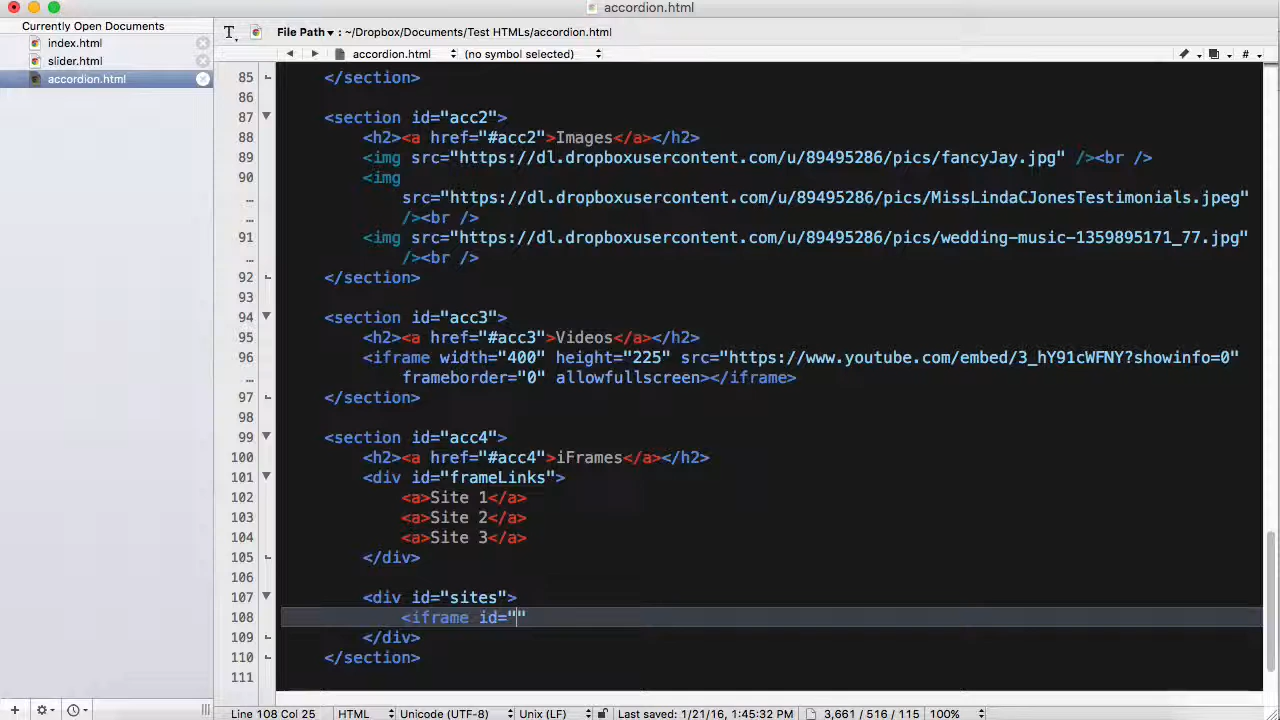 accordion.html
Currently Open Documents
index.html
slider.html
accordion.html
File Path ▾ : ~/Dropbox/Documents/Test HTMLs/accordion.html
accordion.html (no symbol selected) #
85 </section>
86
87 <section id="acc2">
88 <h2><a href="#acc2">Images</a></h2>
89 <img src="https://dl.dropboxusercontent.com/u/89495286/pics/fancyJay.jpg" /><br />
90 <img
… src="https://dl.dropboxusercontent.com/u/89495286/pics/MissLindaCJonesTestimonials.jpeg"
… /><br />
91 <img src="https://dl.dropboxusercontent.com/u/89495286/pics/wedding-music-1359895171_77.jpg"
… /><br />
92 </section>
93
94 <section id="acc3">
95 <h2><a href="#acc3">Videos</a></h2>
96 <iframe width="400" height="225" src="https://www.youtube.com/embed/3_hY91cWFNY?showinfo=0"
… frameborder="0" allowfullscreen></iframe>
97 </section>
98
99 <section id="acc4">
100 <h2><a href="#acc4">iFrames</a></h2>
101 <div id="frameLinks">
102 <a>Site 1</a>
103 <a>Site 2</a>
104 <a>Site 3</a>
105 </div>
106
107 <div id="sites">
108 <iframe id=""
109 </div>
110 </section>
111
Line 108 Col 25 HTML Unicode (UTF-8) Unix (LF) Last saved: 1/21/16, 1:45:32 PM 3,661 / 516 / 115 100%